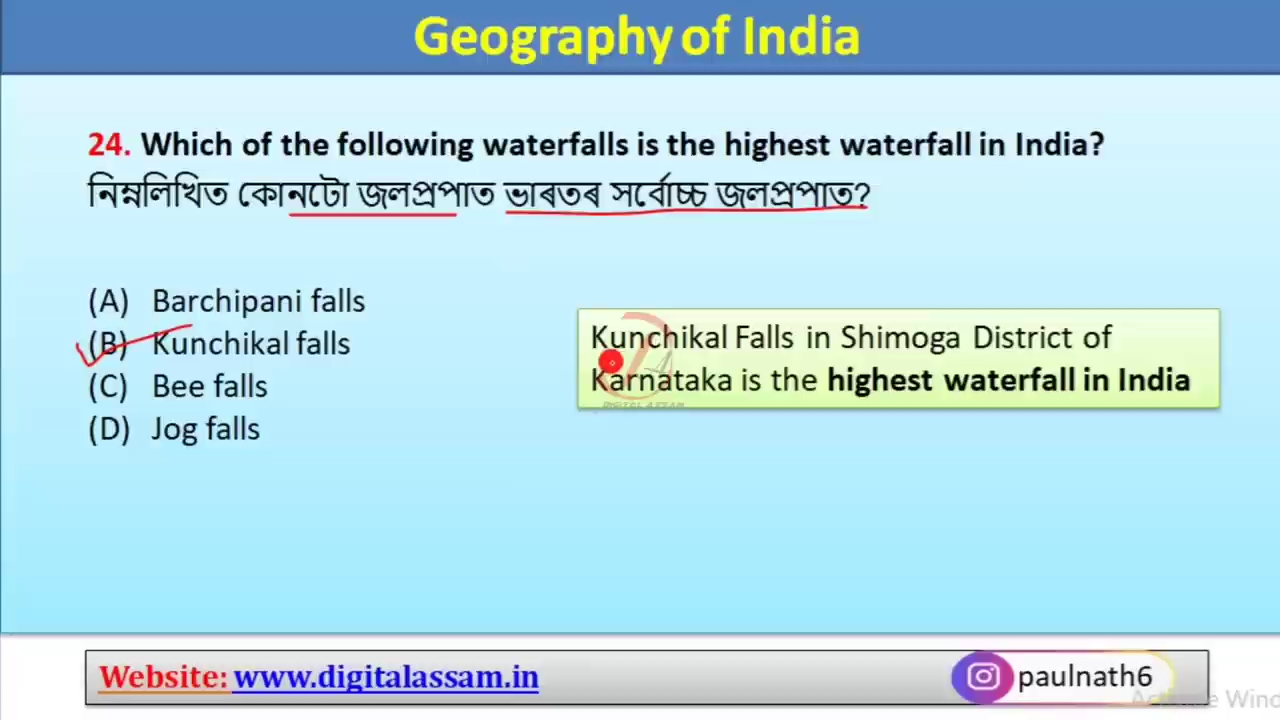 Geography of India
24. Which of the following waterfalls is the highest waterfall in India?
নিম্নলিখিত কোনটো জলপ্ৰপাত ভাৰতৰ সৰ্বোচ্চ জলপ্ৰপাত?
(A) Barchipani falls
(B) Kunchikal falls
(C) Bee falls
(D) Jog falls
Kunchikal Falls in Shimoga District of
Karnataka is the highest waterfall in India
DIGITAL ASSAM
Website: www.digitalassam.in
paulnath6